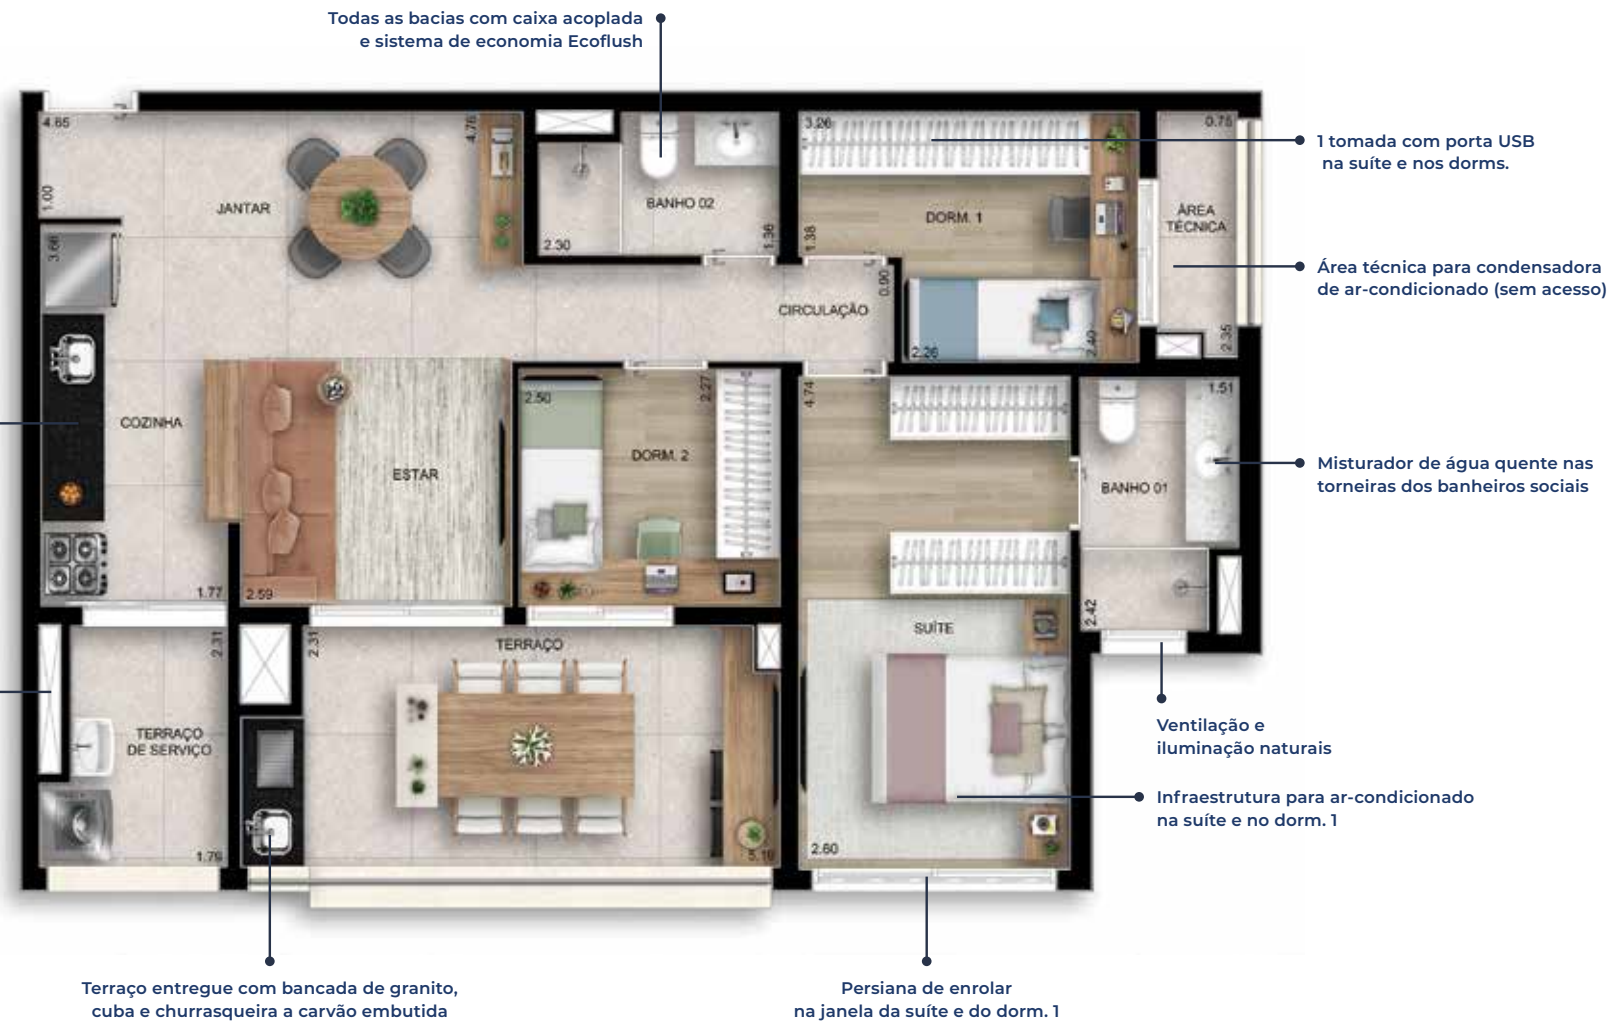 Todas as bacias com caixa acoplada
e sistema de economia Ecoflush
4.65
4.76
3.26
0.75
1 tomada com porta USB
na suíte e nos dorms.
1.00
JANTAR
BANHO 02
DORM. 1
ÁREA
TÉCNICA
3.66
2.30
1.36
1.38
0.90
Área técnica para condensadora
de ar-condicionado (sem acesso)
CIRCULAÇÃO
2.26
2.40
2.35
2.50
2.27
4.74
1.51
COZINHA
ESTAR
DORM. 2
BANHO 01
Misturador de água quente nas
torneiras dos banheiros sociais
1.77
2.59
2.42
2.31
2.31
TERRAÇO
SUÍTE
TERRAÇO
DE SERVIÇO
Ventilação e
iluminação naturais
Infraestrutura para ar-condicionado
na suíte e no dorm. 1
1.79
5.19
2.60
Terraço entregue com bancada de granito,
cuba e churrasqueira a carvão embutida
Persiana de enrolar
na janela da suíte e do dorm. 1